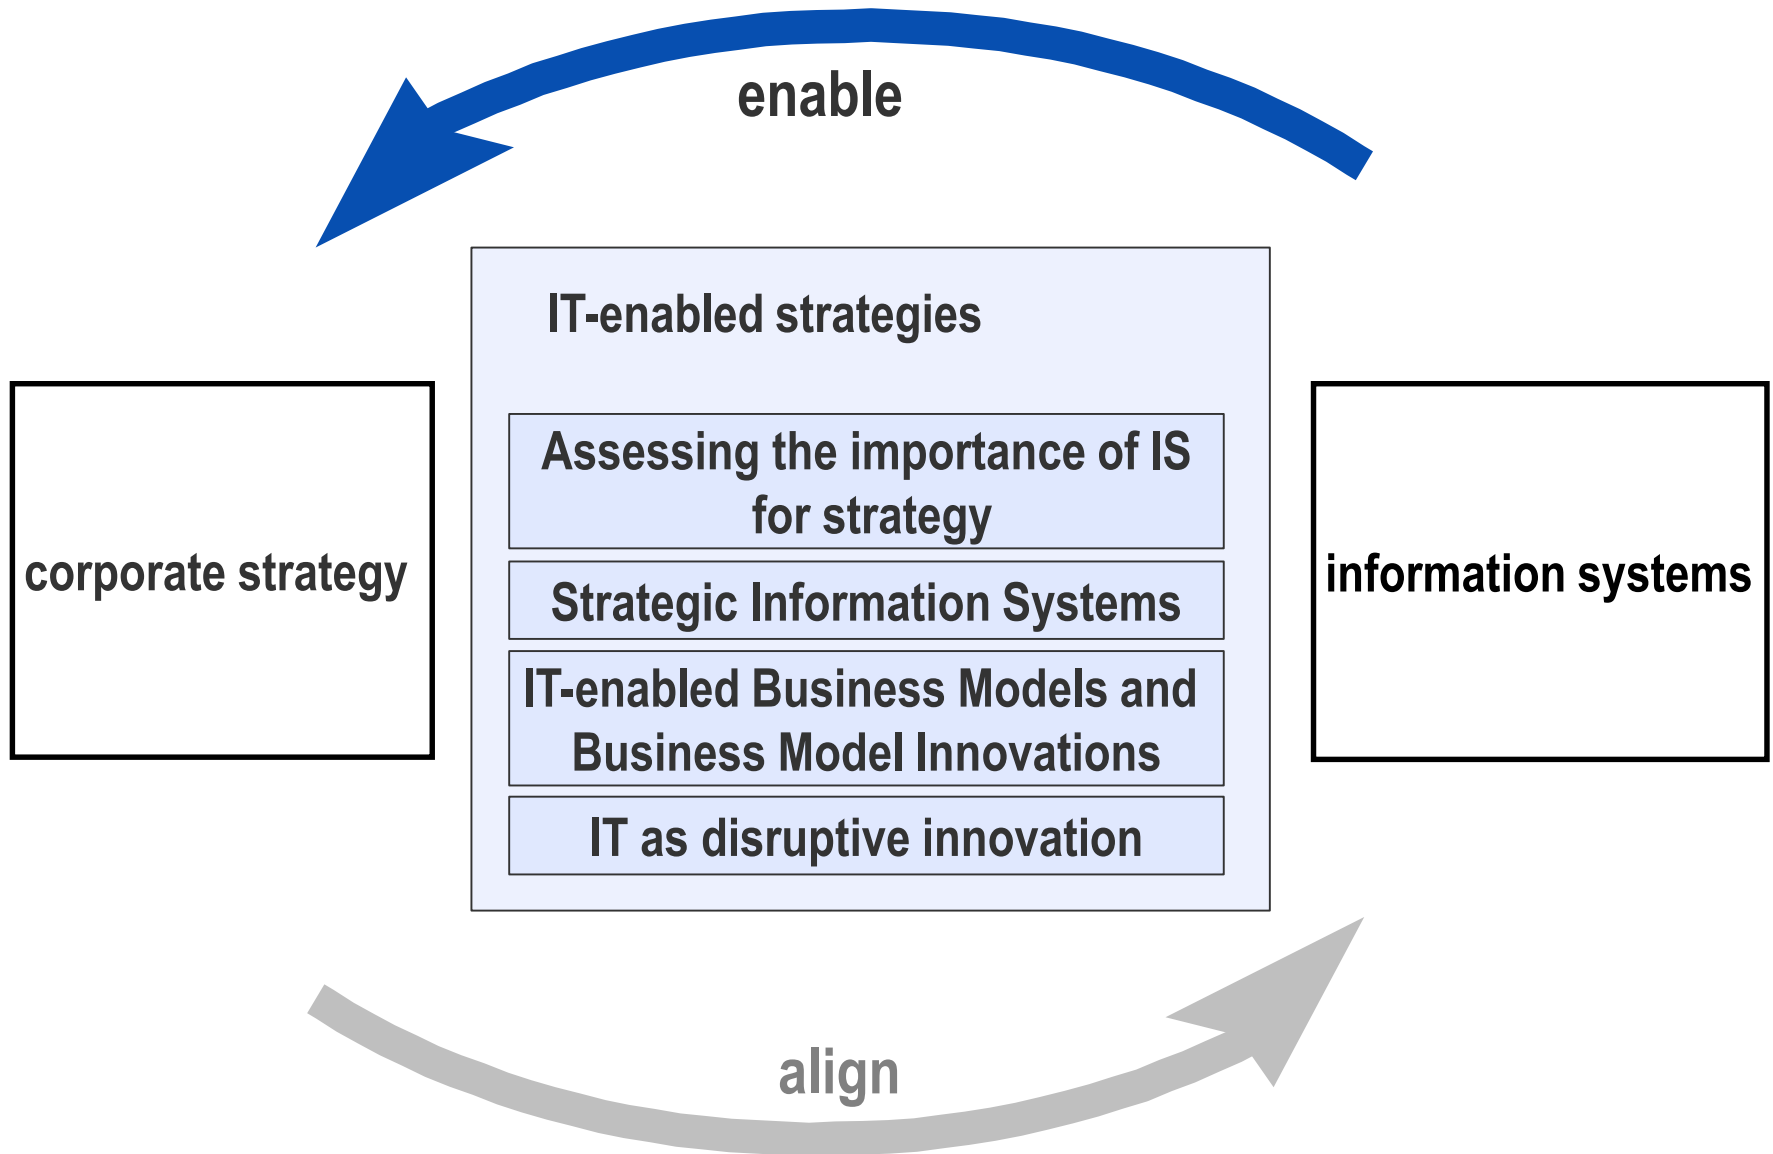 enable
IT-enabled strategies
corporate strategy
Assessing the importance of IS
for strategy
Strategic Information Systems
IT-enabled Business Models and
Business Model Innovations
IT as disruptive innovation
information systems
align